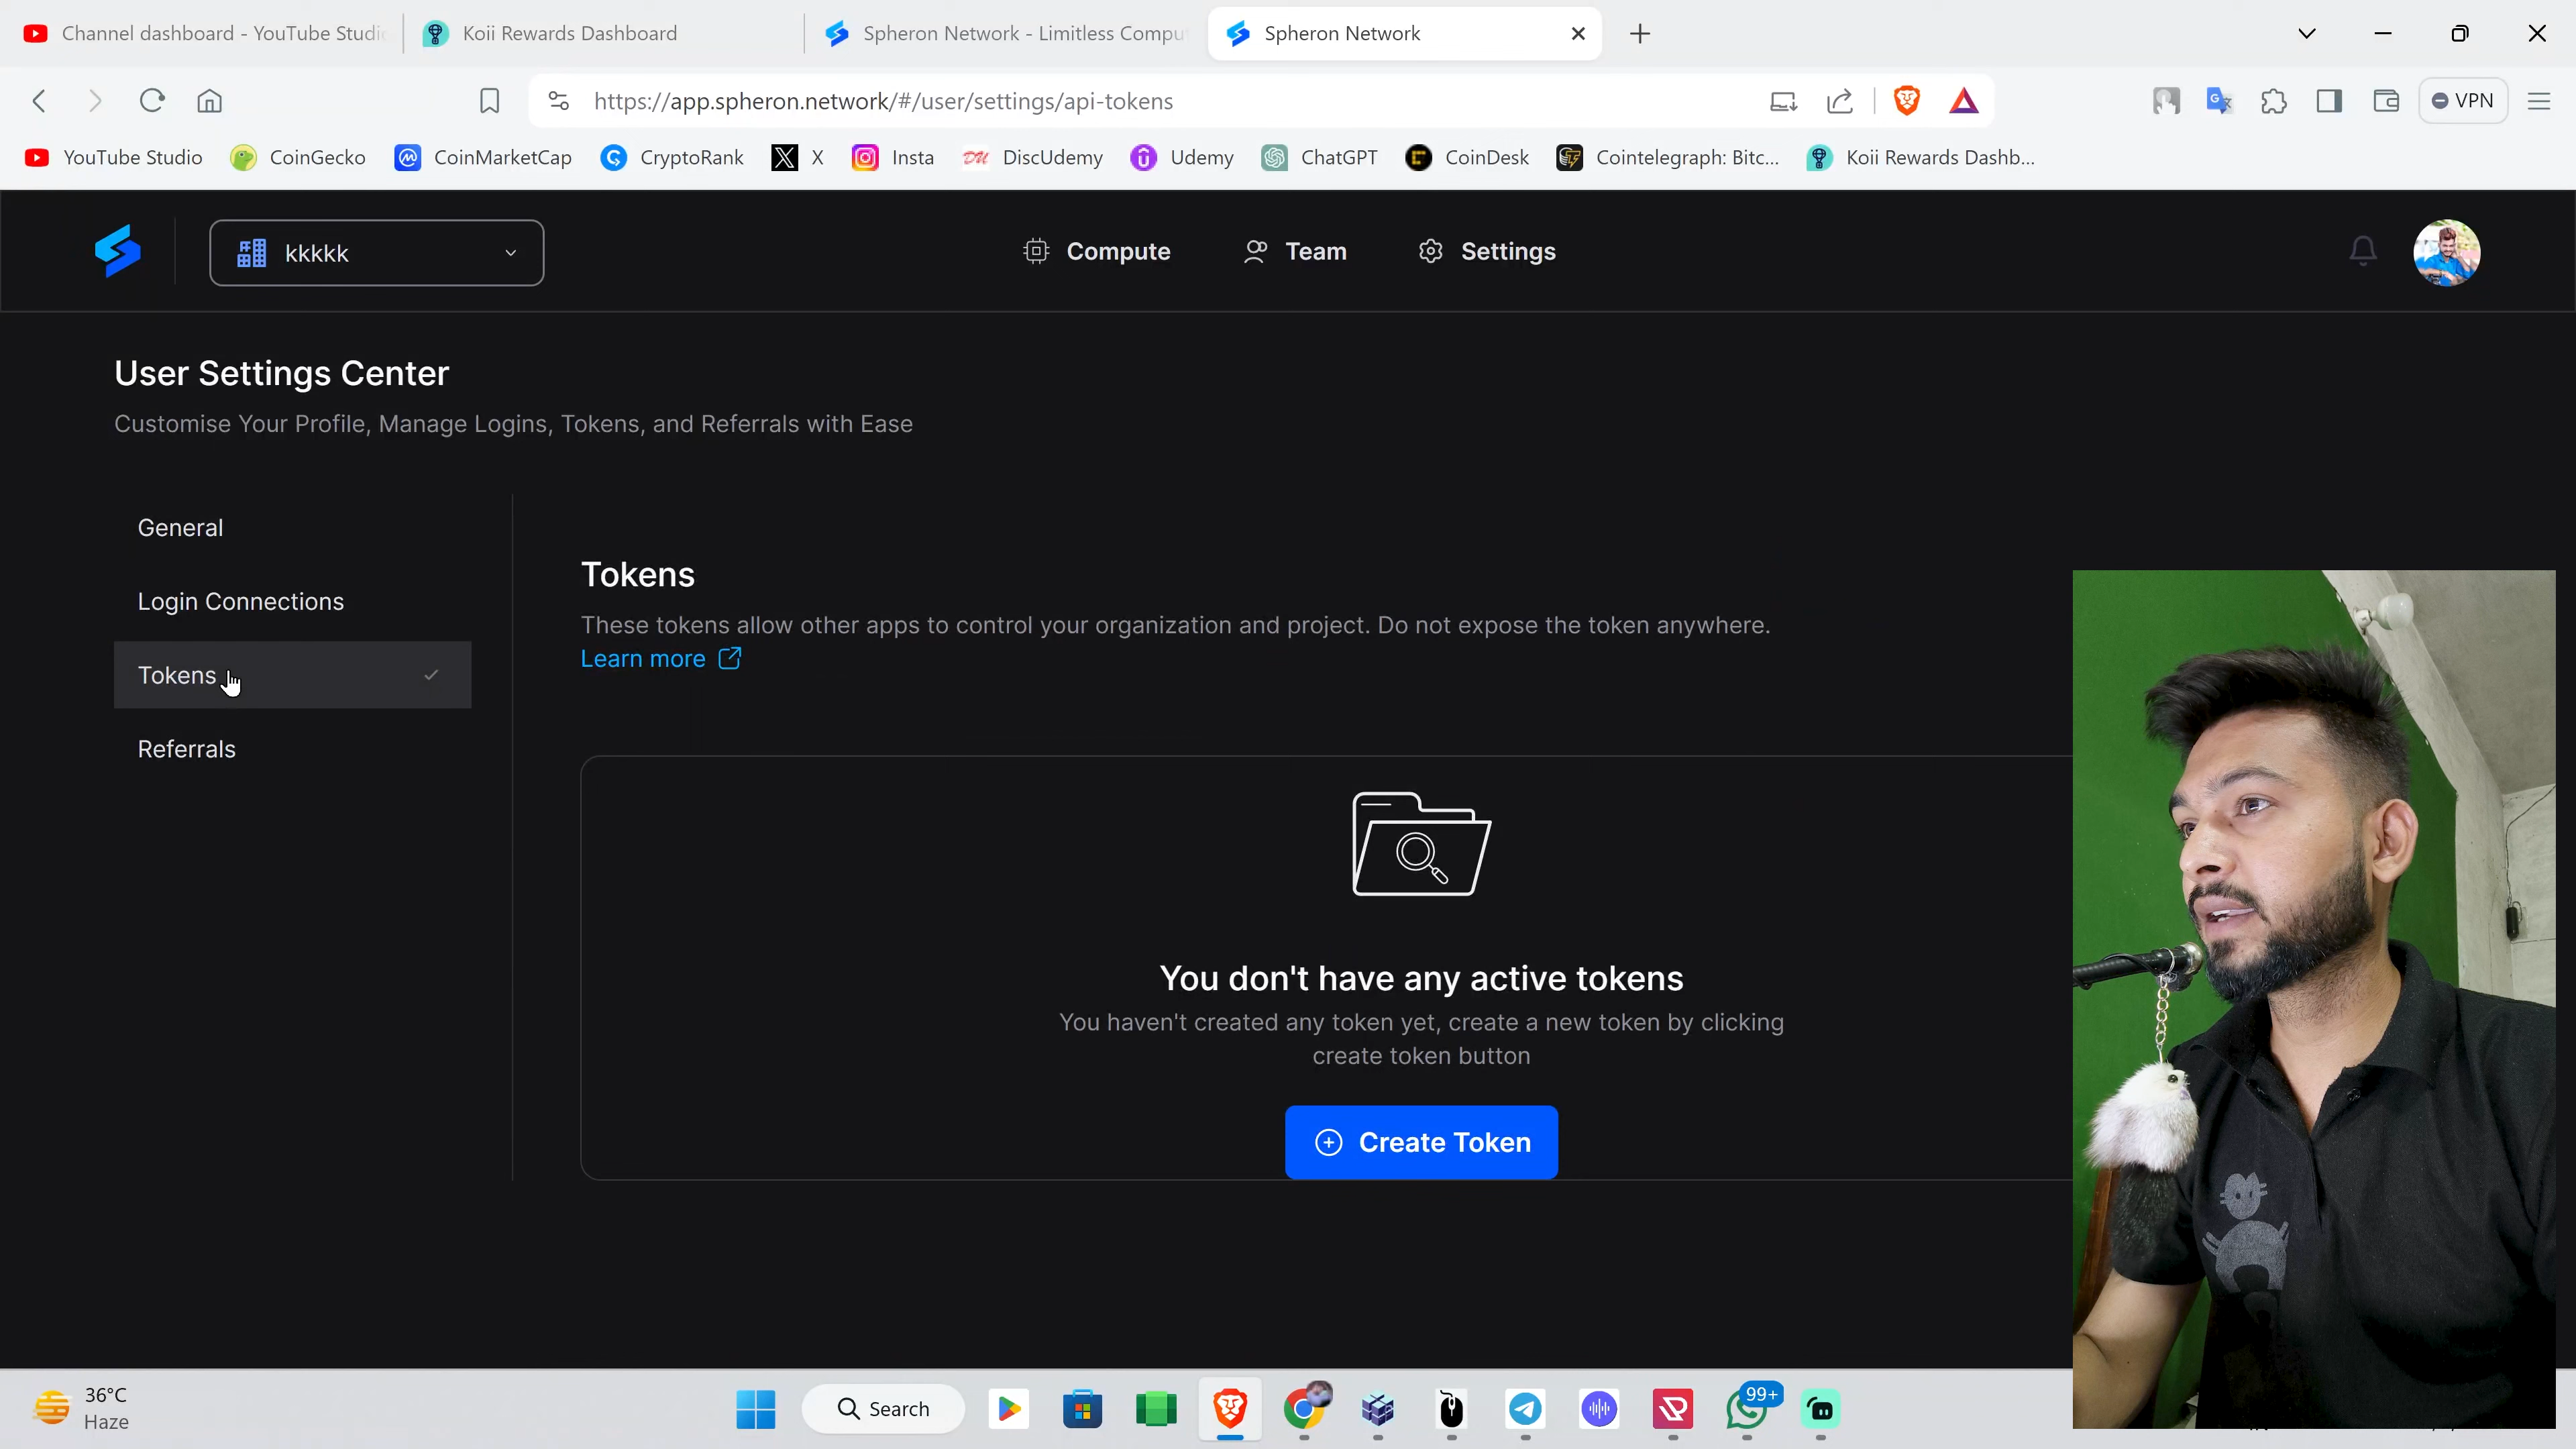 Channel dashboard - YouTube Studio
Koii Rewards Dashboard
Spheron Network - Limitless Compu
Spheron Network
https://app.spheron.network/#/user/settings/api-tokens
VPN
YouTube Studio
CoinGecko
CoinMarketCap
CryptoRank
X
Insta
DU
DiscUdemy
Udemy
ChatGPT
CoinDesk
Cointelegraph: Bitc...
Koii Rewards Dashb...
kkkkk
Compute
Team
Settings
User Settings Center
Customise Your Profile, Manage Logins, Tokens, and Referrals with Ease
General
Login Connections
Tokens
Referrals
Tokens
These tokens allow other apps to control your organization and project. Do not expose the token anywhere.
Learn more
You don't have any active tokens
You haven't created any token yet, create a new token by clicking
create token button
Create Token
36°C
Haze
Search
99+